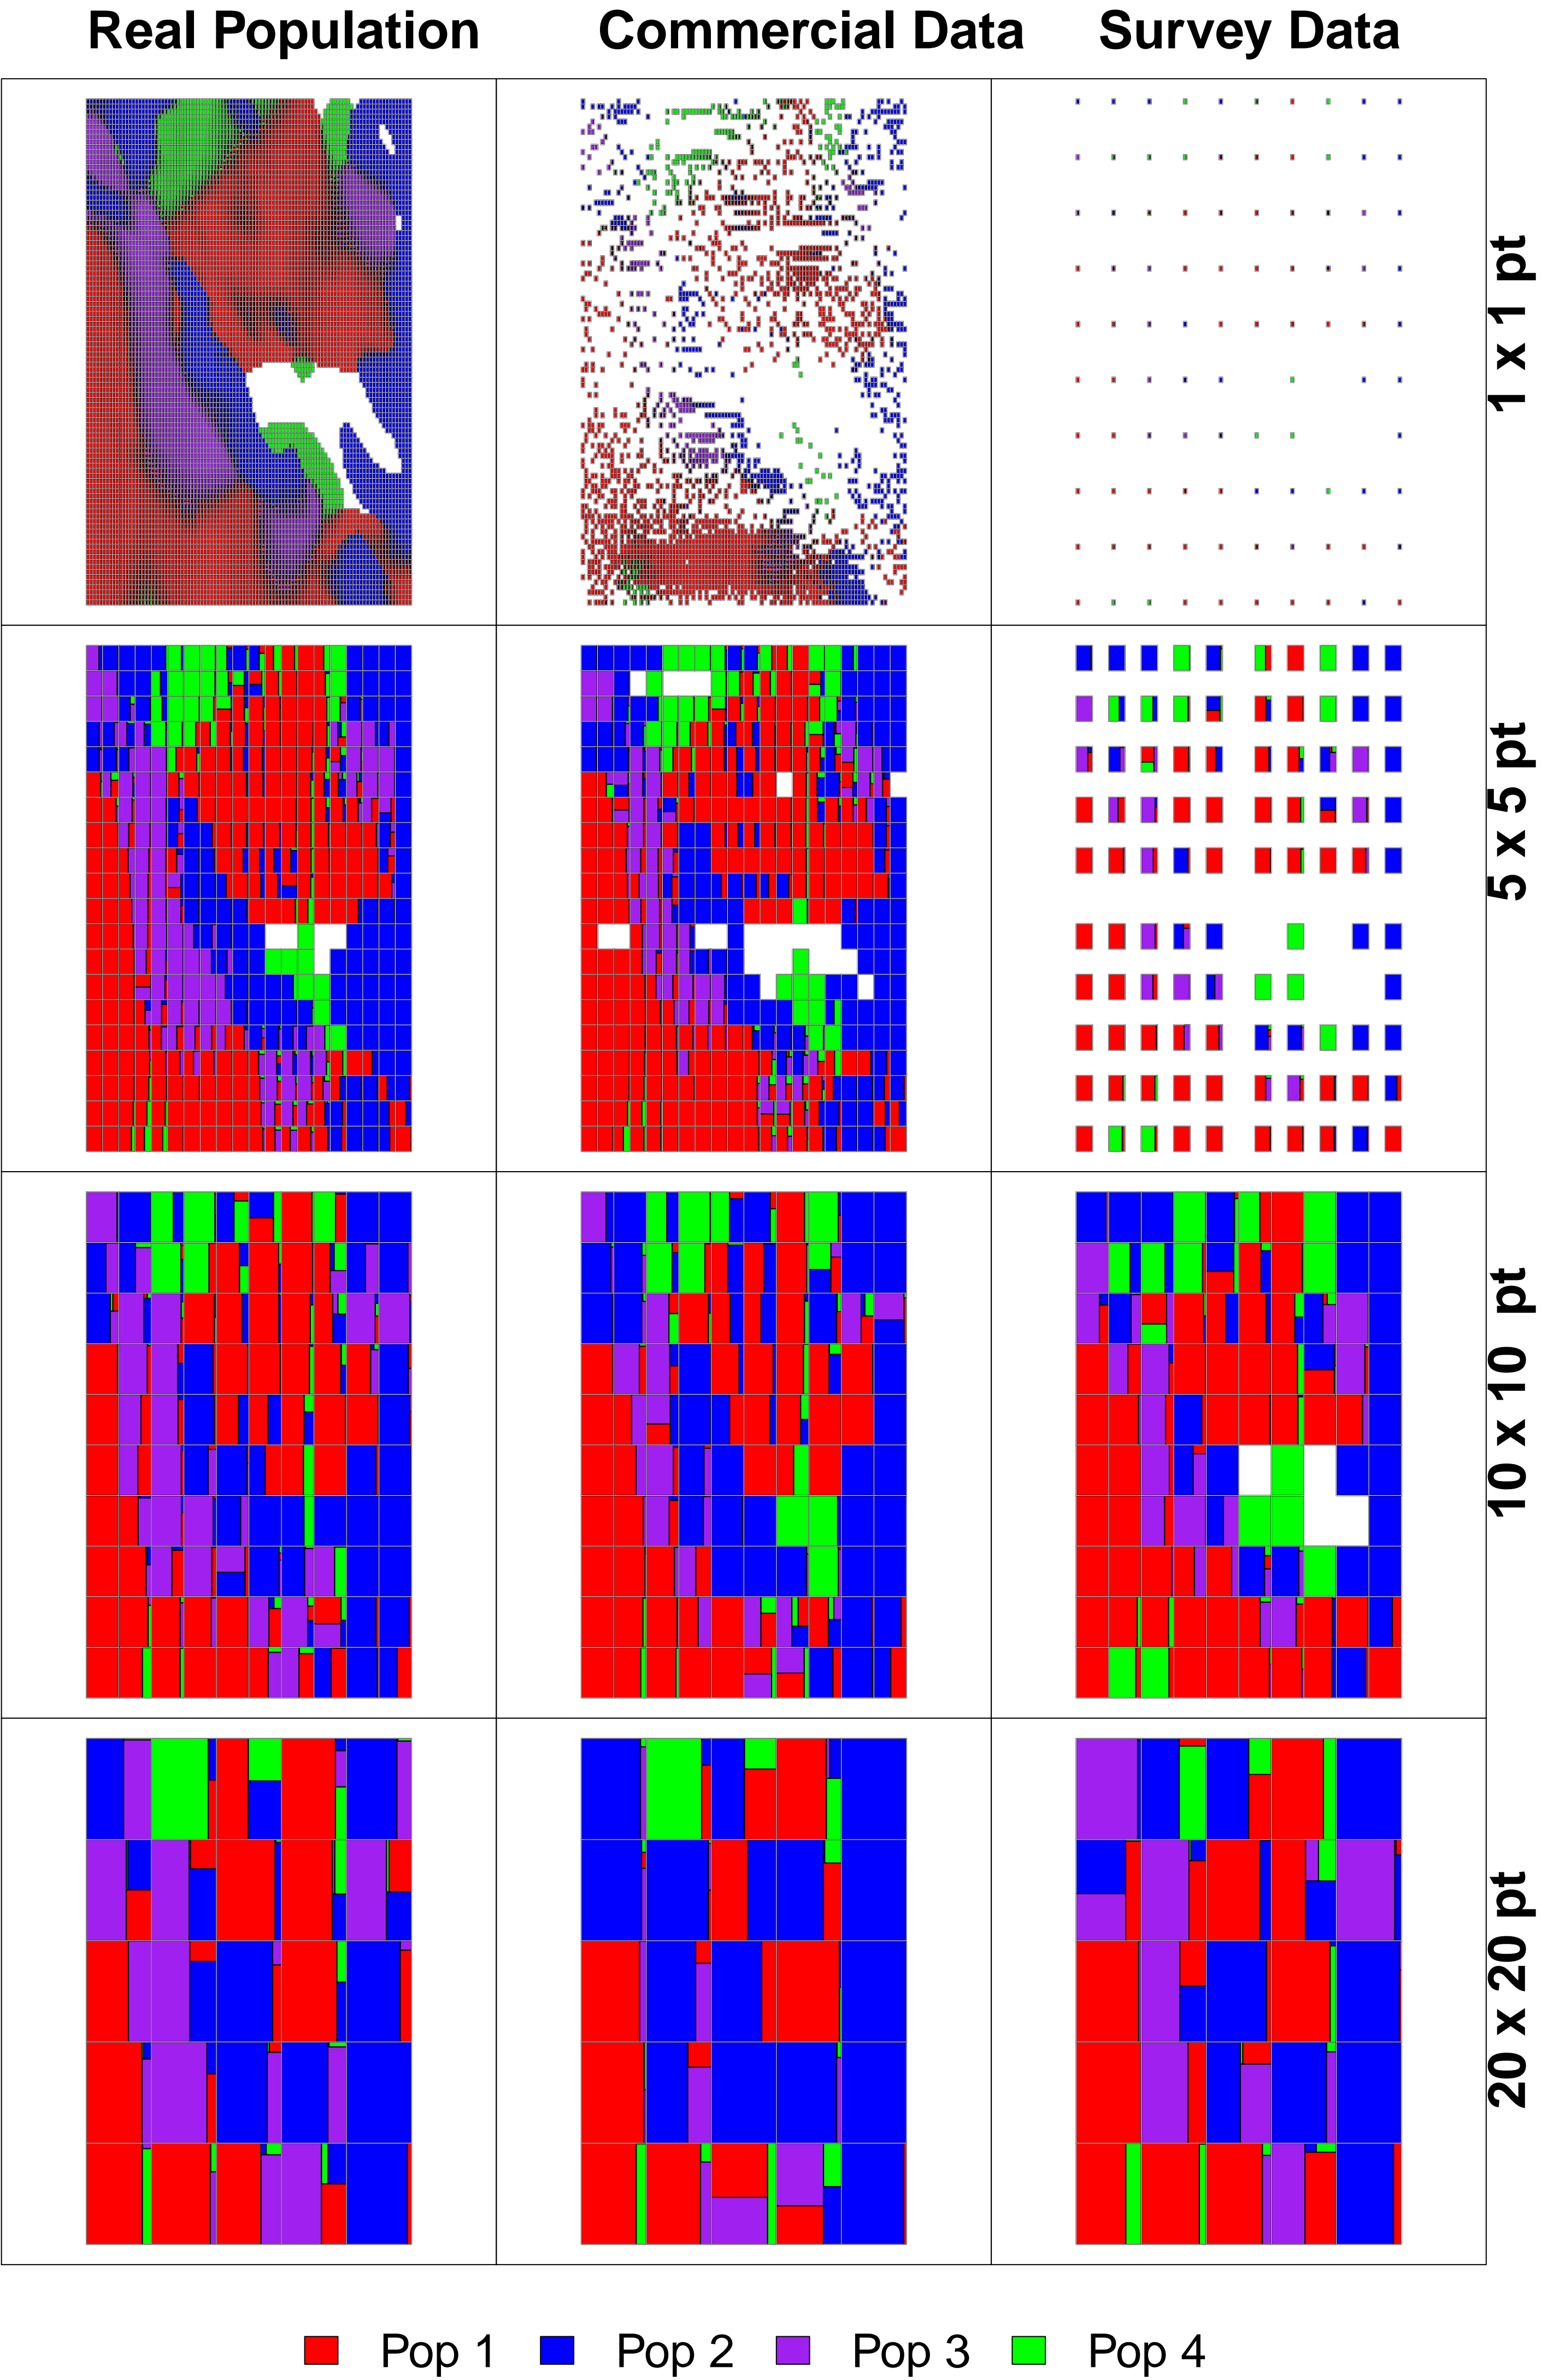 Real Population Commercial Data Survey Data
1 x 1 pt
5 x 5 pt
10 x 10 pt
20 x 20 pt
Pop 1 Pop 2 Pop 3 Pop 4